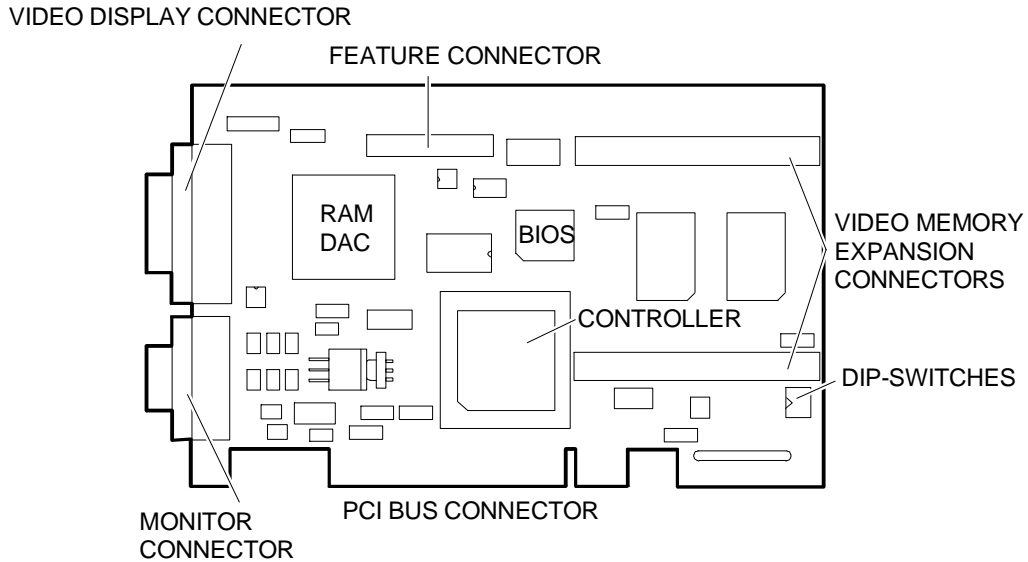 VIDEO DISPLAY CONNECTOR
FEATURE CONNECTOR
RAM
DAC
BIOS
VIDEO MEMORY
EXPANSION
CONNECTORS
CONTROLLER
DIP-SWITCHES
PCI BUS CONNECTOR
MONITOR
CONNECTOR